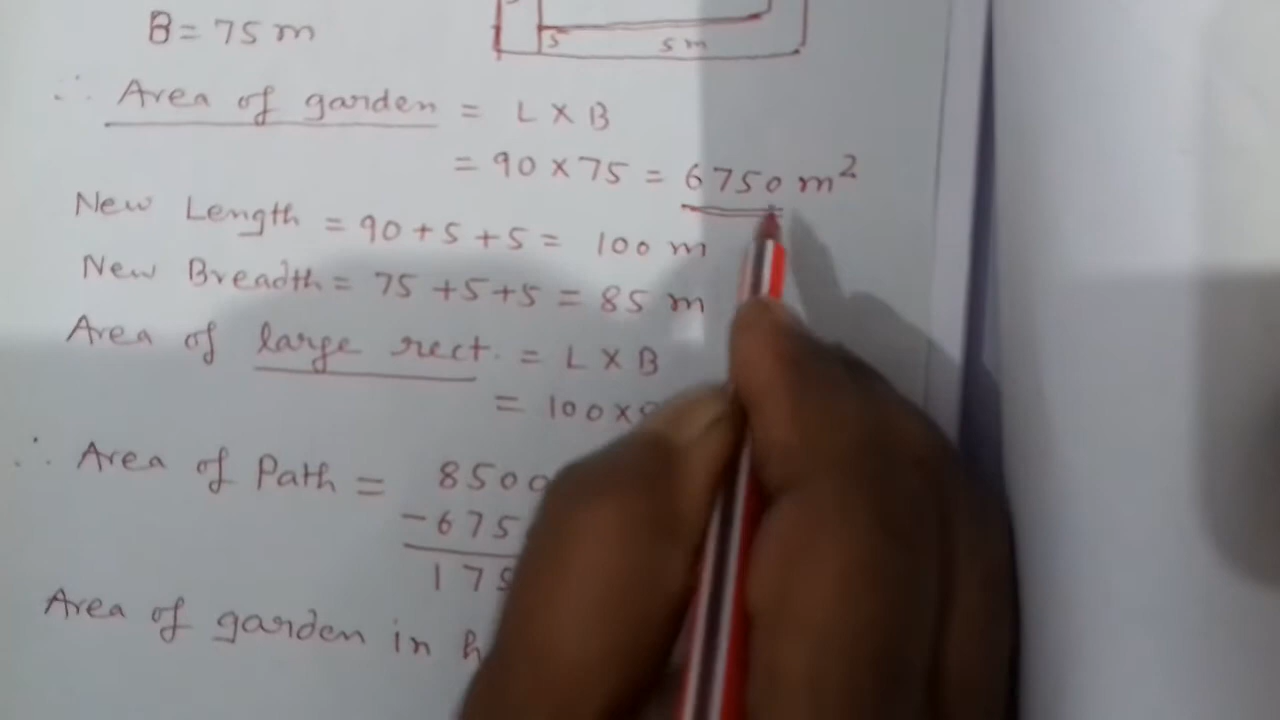 B = 75 m
5 5 m
∴ Area of garden = L X B
= 90 X 75 = 6750 m²
New Length = 90 + 5 + 5 = 100 m
New Breadth = 75 + 5 + 5 = 85 m
Area of large rect. = L X B
= 100 X
∴ Area of Path = 8500
- 675
175
Area of garden in